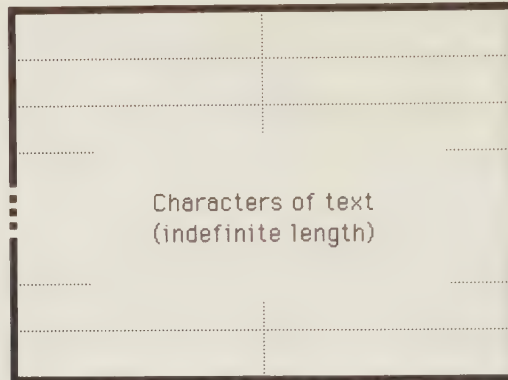 Characters of text
(indefinite length)